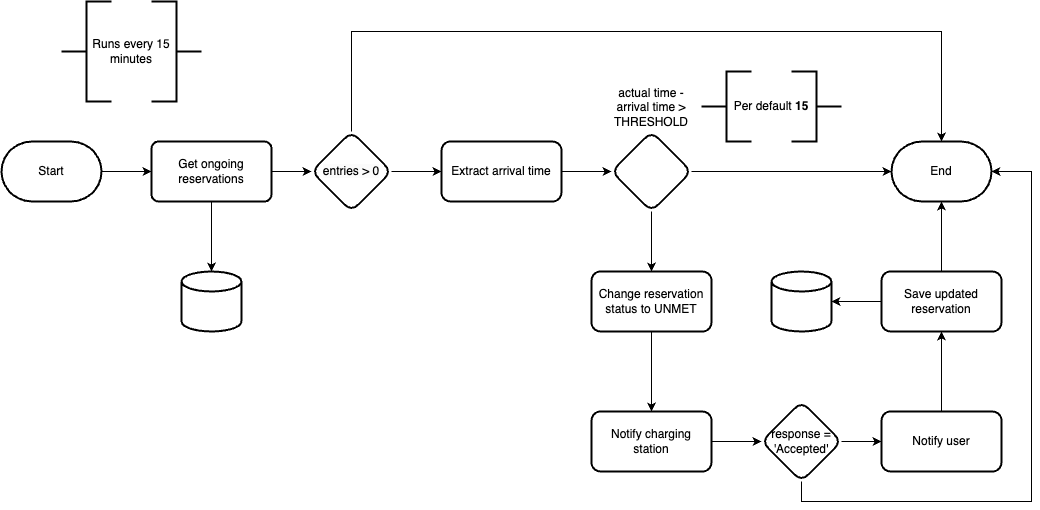 Runs every 15
minutes
actual time -
arrival time >
THRESHOLD
Per default 15
Start
Get ongoing
reservations
entries > 0
Extract arrival time
End
Change reservation
status to UNMET
Save updated
reservation
Notify charging
station
response =
'Accepted'
Notify user